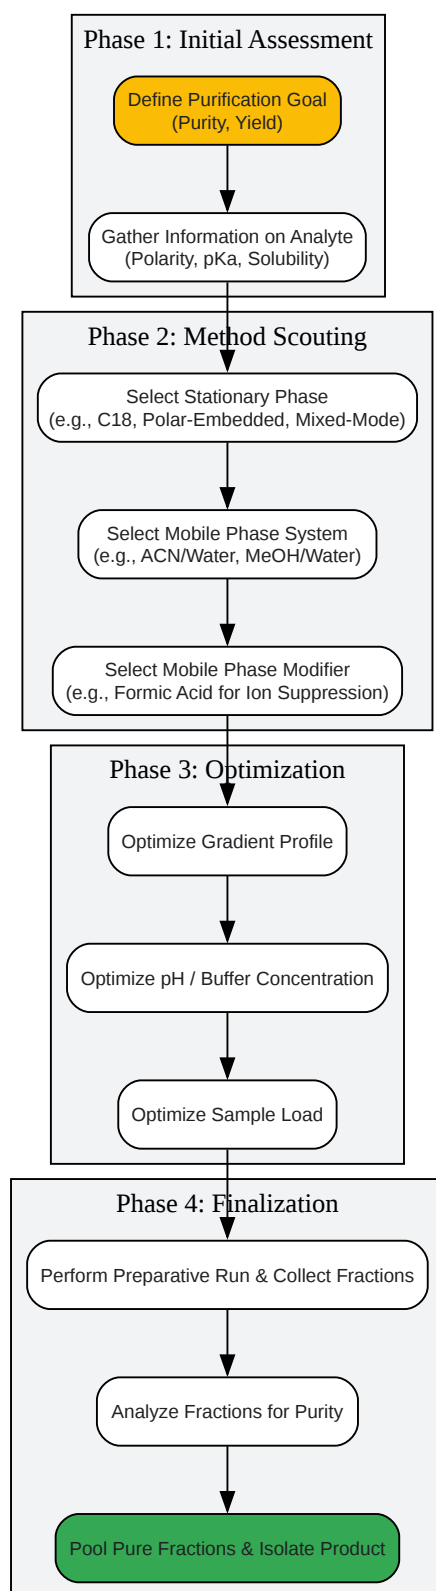 Phase 1: Initial Assessment
Define Purification Goal
(Purity, Yield)
Gather Information on Analyte
(Polarity, pKa, Solubility)
Phase 2: Method Scouting
Select Stationary Phase
(e.g., C18, Polar-Embedded, Mixed-Mode)
Select Mobile Phase System
(e.g., ACN/Water, MeOH/Water)
Select Mobile Phase Modifier
(e.g., Formic Acid for Ion Suppression)
Phase 3: Optimization
Optimize Gradient Profile
Optimize pH / Buffer Concentration
Optimize Sample Load
Phase 4: Finalization
Perform Preparative Run & Collect Fractions
Analyze Fractions for Purity
Pool Pure Fractions & Isolate Product